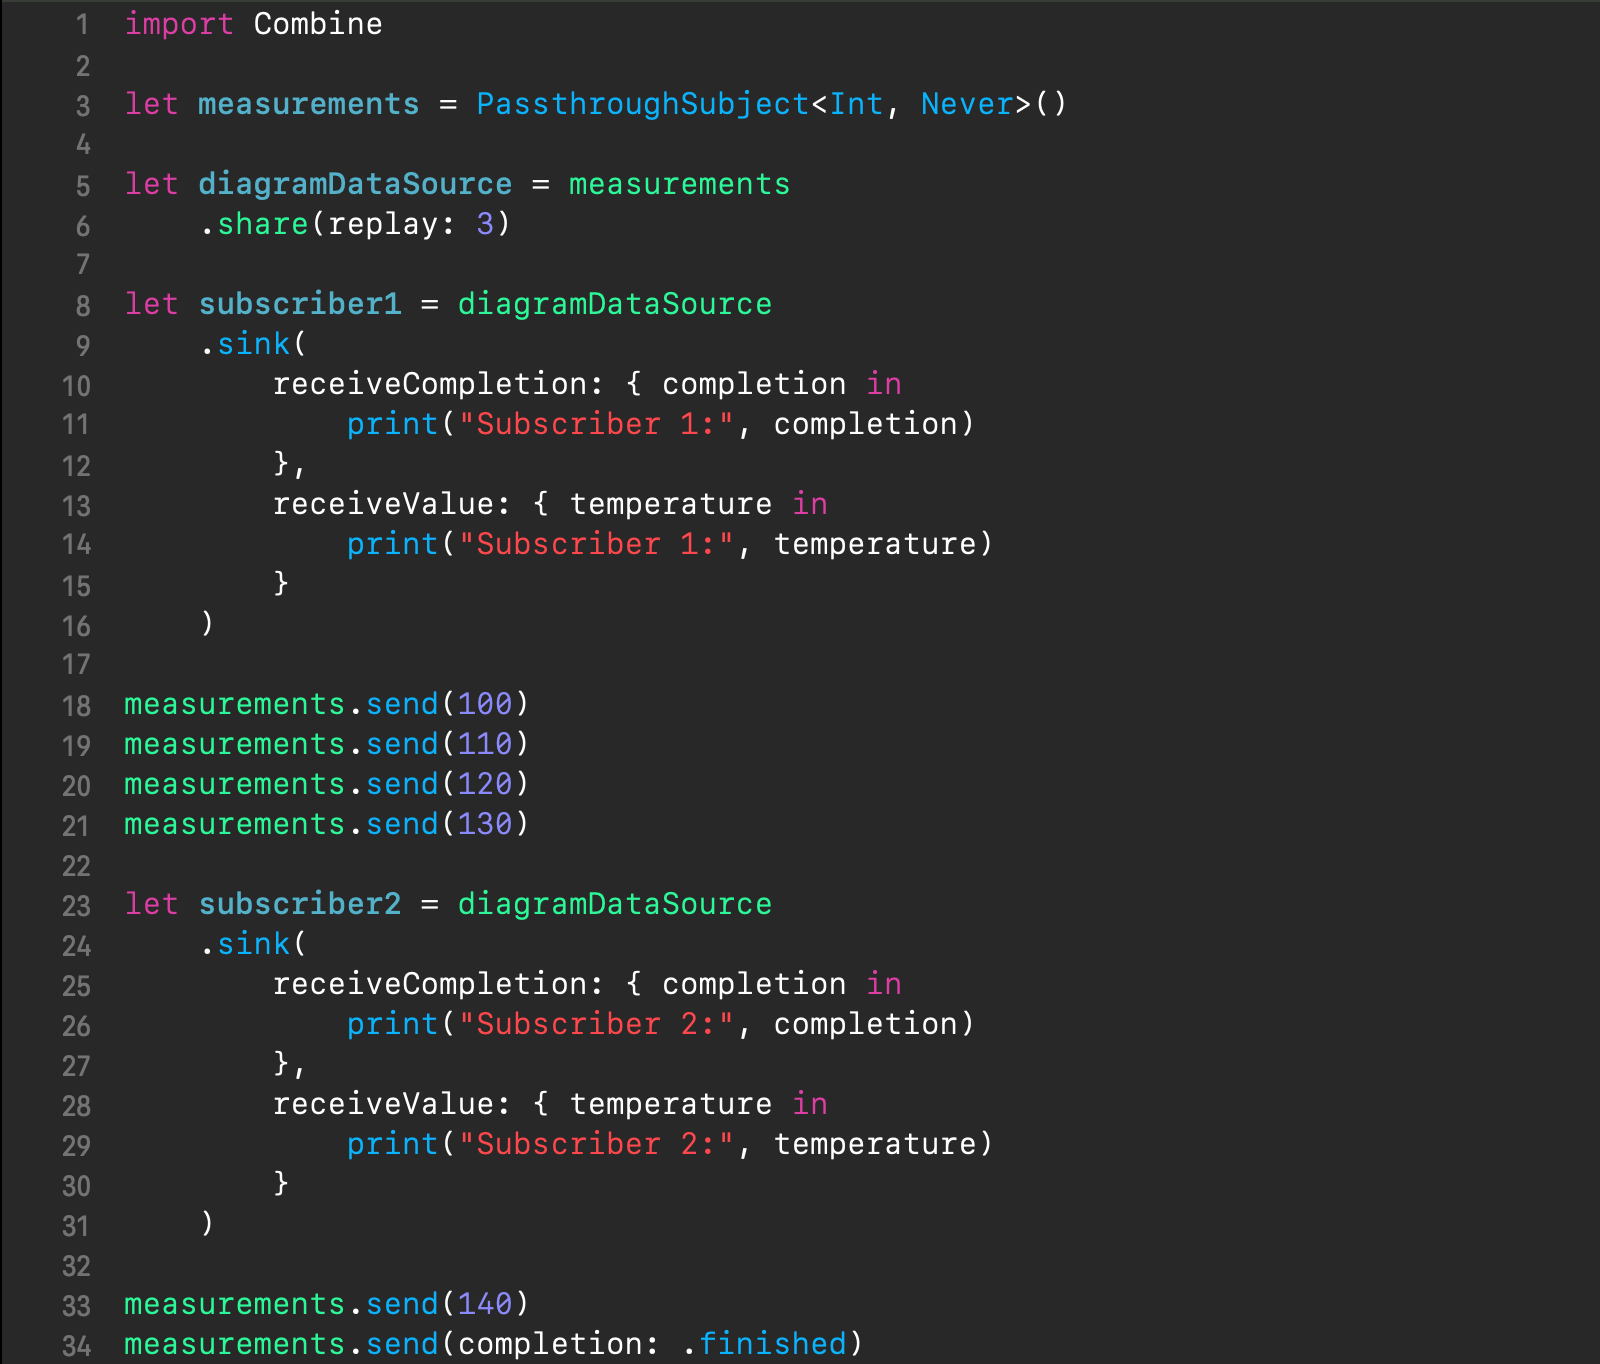 1 import Combine
2
3 let measurements = PassthroughSubject<Int, Never>()
4
5 let diagramDataSource = measurements
6     .share(replay: 3)
7
8 let subscriber1 = diagramDataSource
9     .sink(
10         receiveCompletion: { completion in
11             print("Subscriber 1:", completion)
12         },
13         receiveValue: { temperature in
14             print("Subscriber 1:", temperature)
15         }
16     )
17
18 measurements.send(100)
19 measurements.send(110)
20 measurements.send(120)
21 measurements.send(130)
22
23 let subscriber2 = diagramDataSource
24     .sink(
25         receiveCompletion: { completion in
26             print("Subscriber 2:", completion)
27         },
28         receiveValue: { temperature in
29             print("Subscriber 2:", temperature)
30         }
31     )
32
33 measurements.send(140)
34 measurements.send(completion: .finished)